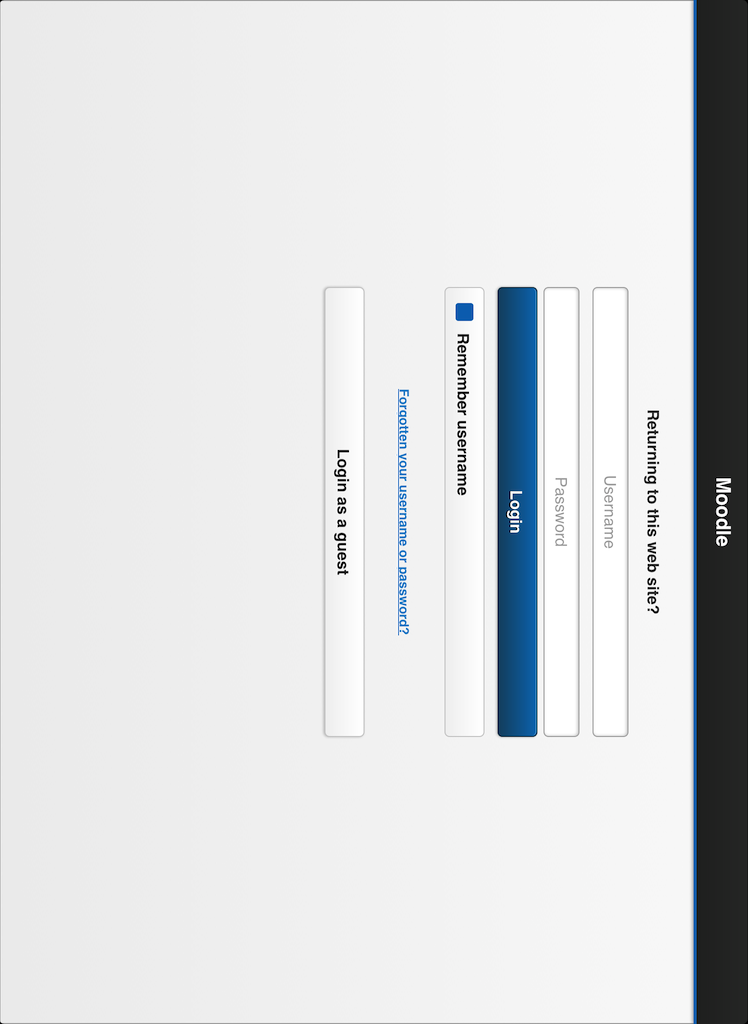 Moodle
Returning to this web site?
Username
Password
Login
Remember username
Forgotten your username or password?
Login as a guest